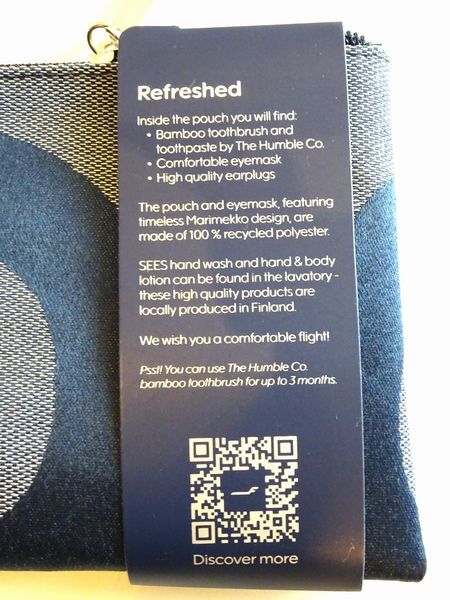 Refreshed
Inside the pouch you will find:
• Bamboo toothbrush and
toothpaste by The Humble Co.
• Comfortable eyemask
• High quality earplugs
The pouch and eyemask, featuring
timeless Marimekko design, are
made of 100 % recycled polyester.
SEES hand wash and hand & body
lotion can be found in the lavatory -
these high quality products are
locally produced in Finland.
We wish you a comfortable flight!
Psst! You can use The Humble Co.
bamboo toothbrush for up to 3 months.
Discover more